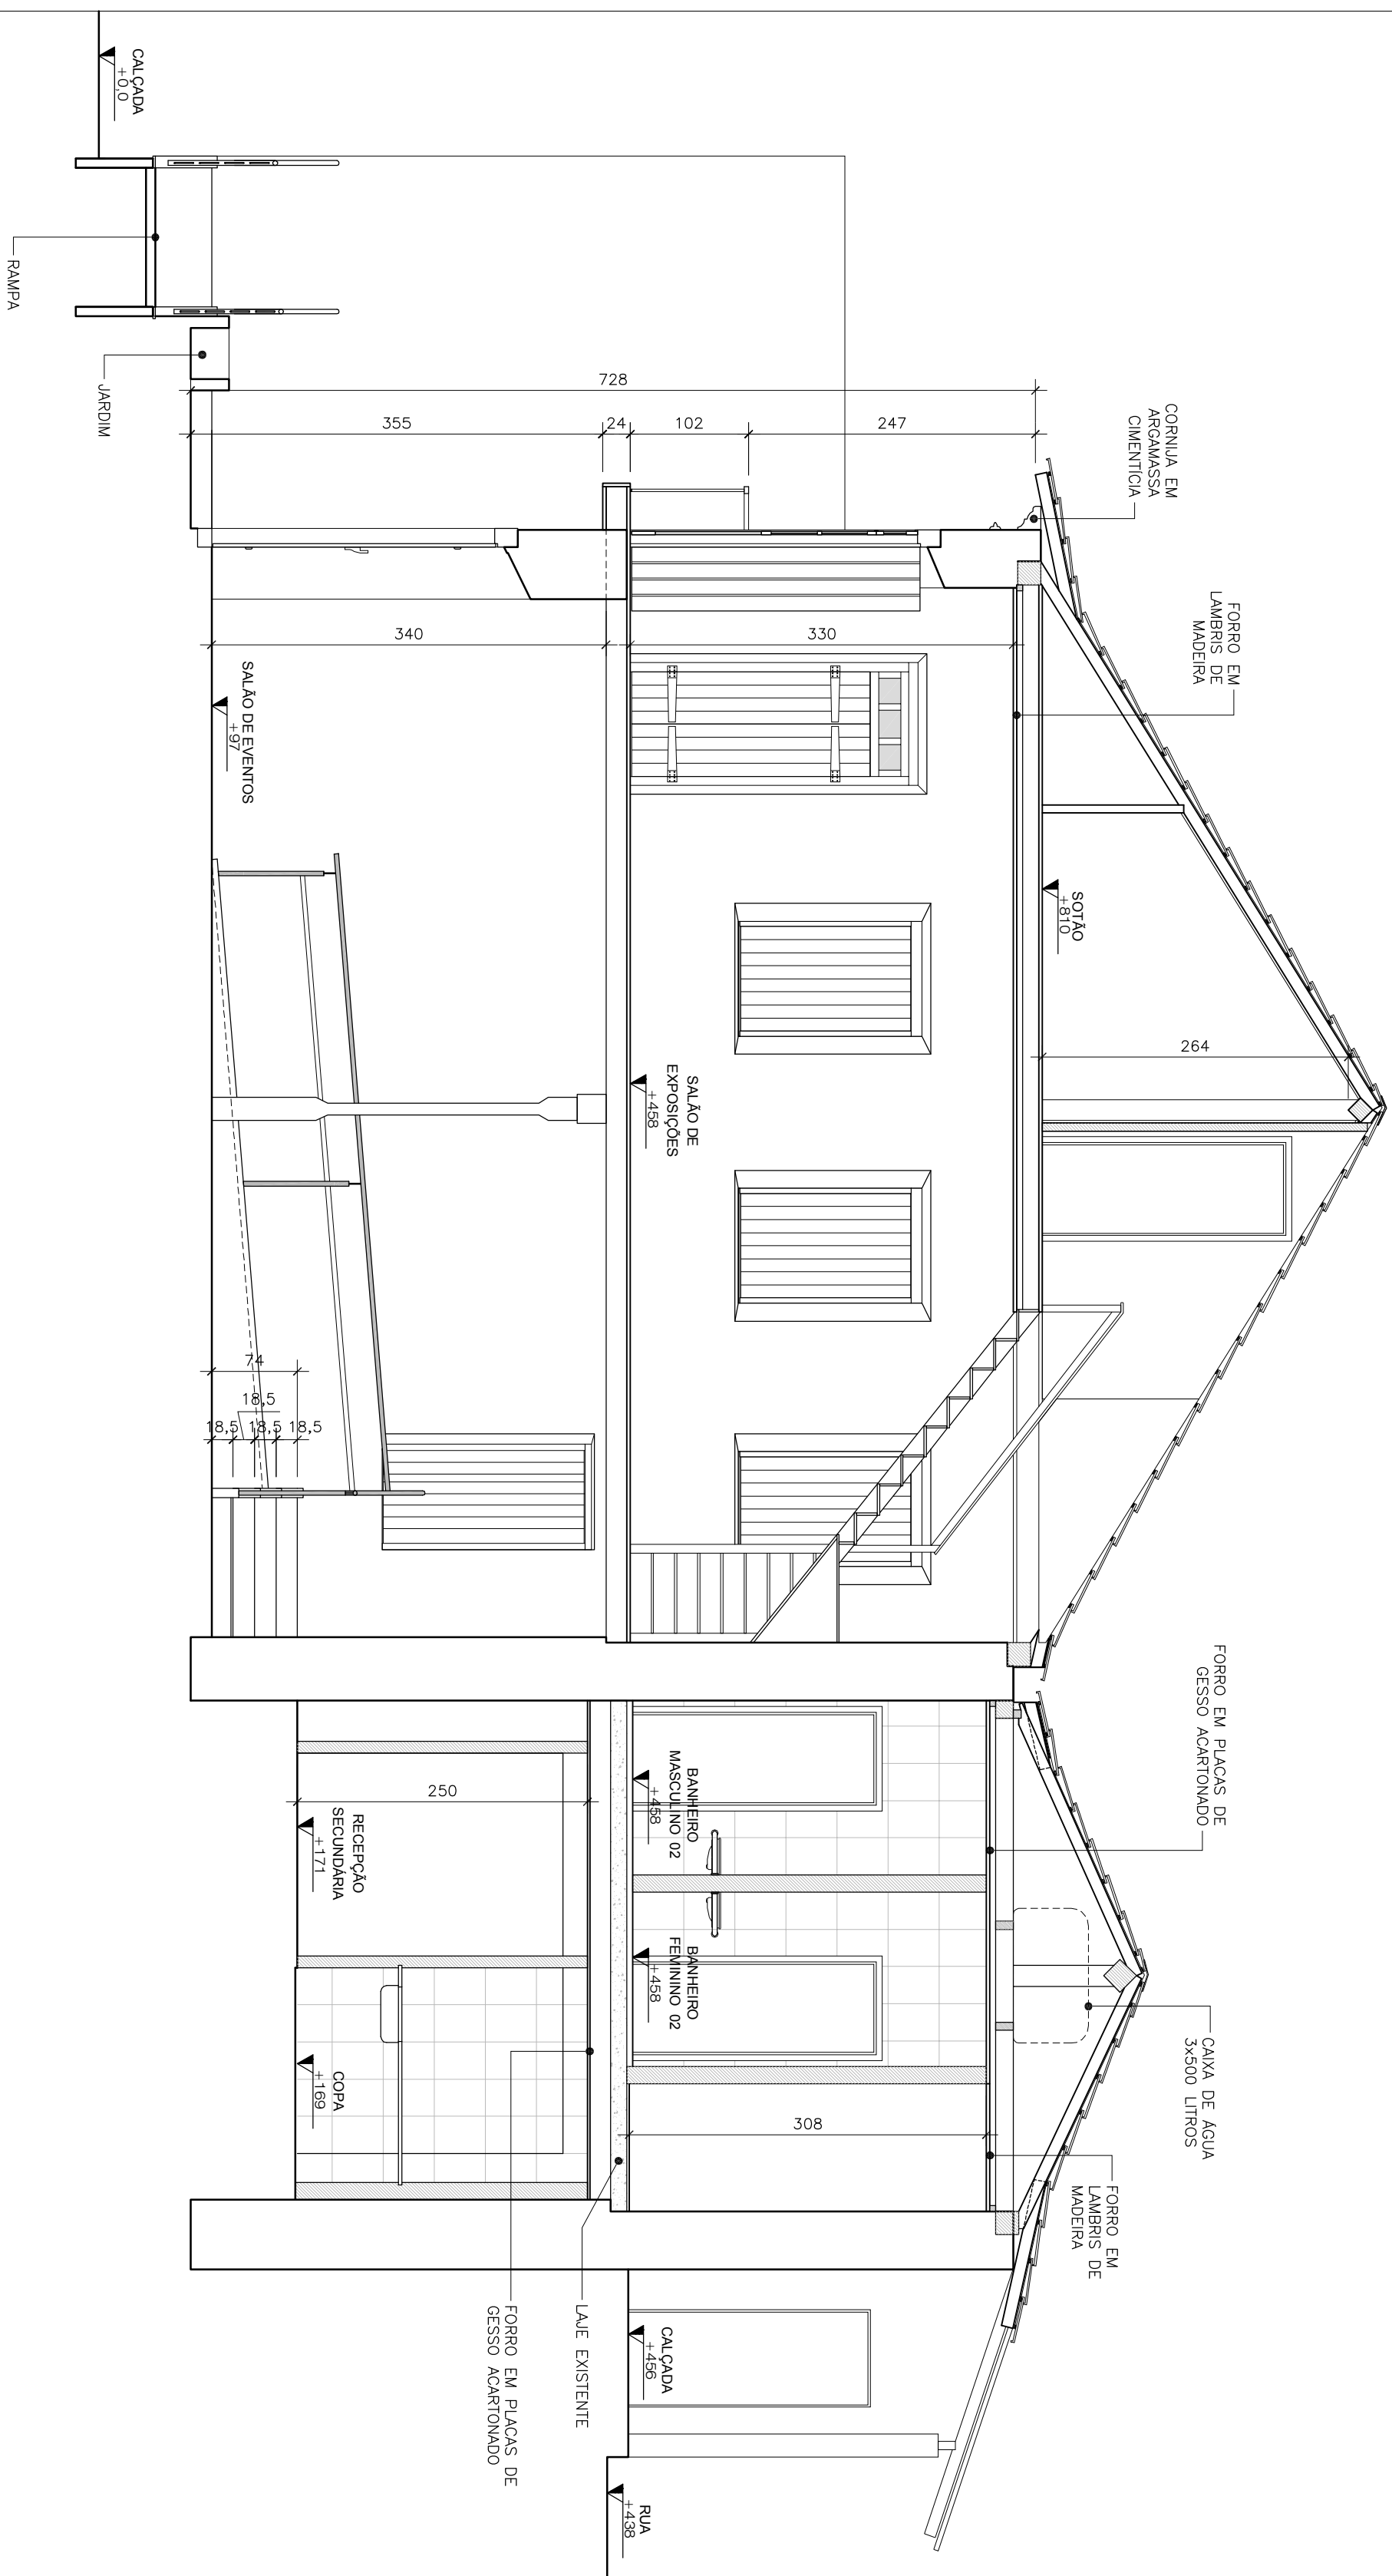 CALÇADA
+0,0
RAMPA
JARDIM
728
355
24
102
247
CORNIJA EM
ARGAMASSA
CIMENTÍCIA
FORRO EM
LAMBRIS DE
MADEIRA
340
330
SALÃO DE EVENTOS
+97
SOTÃO
+810
264
SALÃO DE
EXPOSIÇÕES
+458
74
18,5
18,5
18,5
18,5
FORRO EM PLACAS DE
GESSO ACARTONADO
BANHEIRO
MASCULINO 02
+458
250
RECEPÇÃO
SECUNDÁRIA
+171
BANHEIRO
FEMININO 02
+458
CAIXA DE ÁGUA
3x500 LITROS
COPA
+169
308
FORRO EM
LAMBRIS DE
MADEIRA
LAJE EXISTENTE
FORRO EM PLACAS DE
GESSO ACARTONADO
CALÇADA
+456
RUA
+438